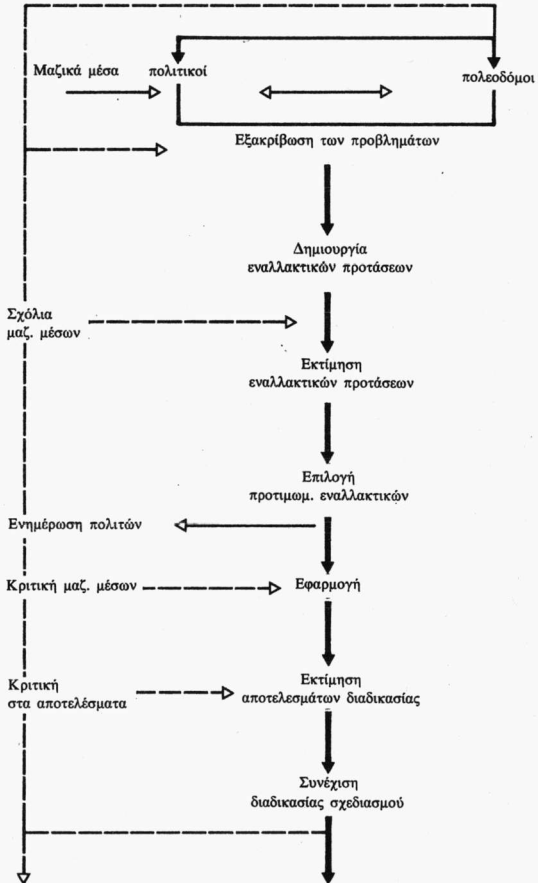 Μαζικά μέσα
πολιτικοί
πολεοδόμοι
Εξακρίβωση των προβλημάτων
Δημιουργία
εναλλακτικών προτάσεων
Σχόλια
μαζ. μέσων
Εκτίμηση
εναλλακτικών προτάσεων
Επιλογή
προτιμωμ. εναλλακτικών
Ενημέρωση πολιτών
Κριτική μαζ. μέσων
Εφαρμογή
Κριτική
στα αποτελέσματα
Εκτίμηση
αποτελεσμάτων διαδικασίας
Συνέχιση
διαδικασίας σχεδιασμού